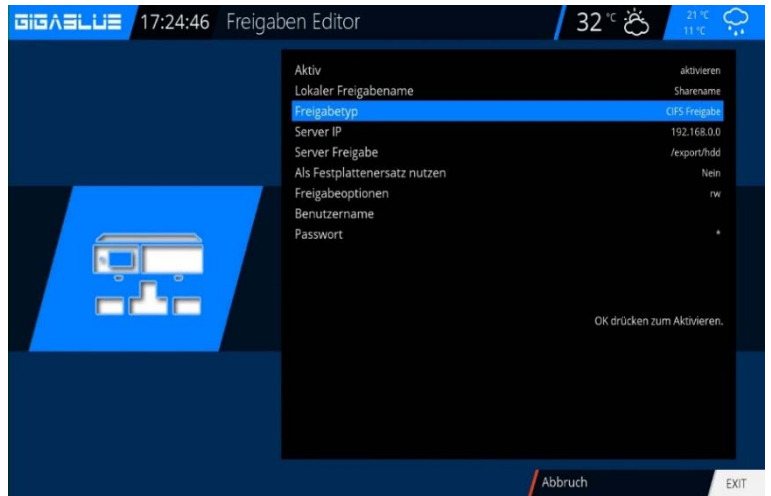 GIGABLUE 17:24:46 Freigaben Editor 32 °C 21 °C
11 °C
Aktiv aktivieren
Lokaler Freigabename Sharename
Freigabetyp CIFS Freigabe
Server IP 192.168.0.0
Server Freigabe /export/hdd
Als Festplattenersatz nutzen Nein
Freigabeoptionen rw
Benutzername
Passwort *
OK drücken zum Aktivieren.
Abbruch EXIT